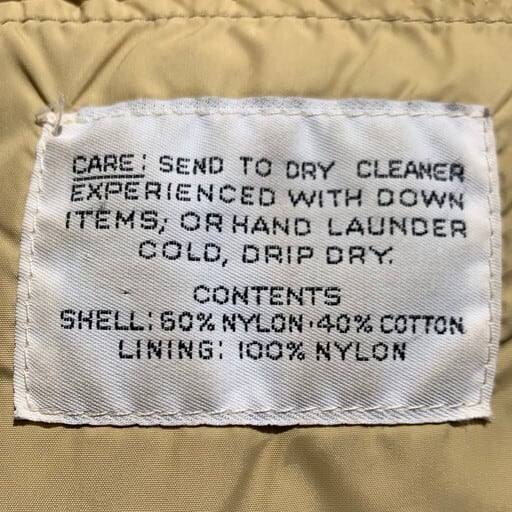 CARE: SEND TO DRY CLEANER
EXPERIENCED WITH DOWN
ITEMS; OR HAND LAUNDER
COLD, DRIP DRY.
CONTENTS
SHELL: 60% NYLON·40% COTTON
LINING: 100% NYLON